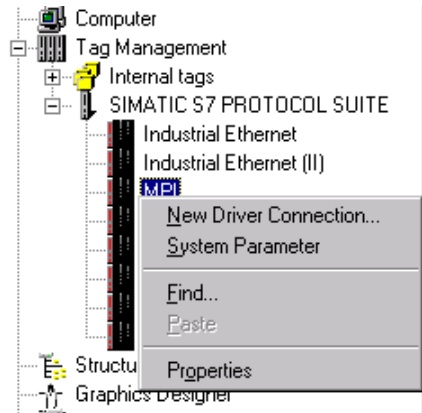 Computer
Tag Management
Internal tags
SIMATIC S7 PROTOCOL SUITE
Industrial Ethernet
Industrial Ethernet (II)
MPI
New Driver Connection...
System Parameter
Find...
Paste
Properties
Structu
Graphics Designer